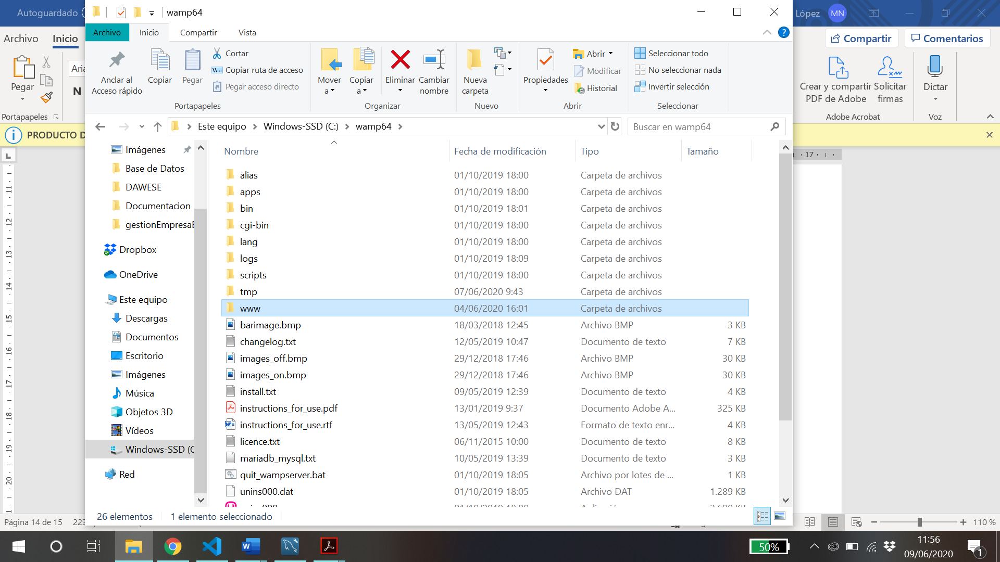 Autoguardado
wamp64
López
MN
Archivo
Inicio
Compartir
Vista
Archivo
Inicio
Compartir
Comentarios
Pegar
Portapapeles
N
Anclar al
Acceso rápido
Copiar
Pegar
Cortar
Copiar ruta de acceso
Pegar acceso directo
Portapapeles
Mover
a
Copiar
a
Eliminar
Cambiar
nombre
Organizar
Nueva
carpeta
Nuevo
Propiedades
Abrir
Modificar
Historial
Abrir
Seleccionar todo
No seleccionar nada
Invertir selección
Seleccionar
Crear y compartir
PDF de Adobe
Solicitar
firmas
Adobe Acrobat
Dictar
Voz
PRODUCTO
Este equipo > Windows-SSD (C:) > wamp64 >
Buscar en wamp64
Imágenes
Base de Datos
DAWESE
Documentacion
Dropbox
OneDrive
Este equipo
Descargas
Documentos
Escritorio
Imágenes
Música
Objetos 3D
Vídeos
Windows-SSD (C
Red
Nombre Fecha de modificación Tipo Tamaño
alias 01/10/2019 18:00 Carpeta de archivos
apps 01/10/2019 18:00 Carpeta de archivos
bin 01/10/2019 18:01 Carpeta de archivos
cgi-bin 01/10/2019 18:00 Carpeta de archivos
lang 01/10/2019 18:00 Carpeta de archivos
logs 01/10/2019 18:09 Carpeta de archivos
scripts 01/10/2019 18:00 Carpeta de archivos
tmp 07/06/2020 9:43 Carpeta de archivos
www 04/06/2020 16:01 Carpeta de archivos
barimage.bmp 18/03/2018 12:45 Archivo BMP 3 KB
changelog.txt 12/05/2019 10:47 Documento de texto 7 KB
images_off.bmp 29/12/2018 17:46 Archivo BMP 30 KB
images_on.bmp 29/12/2018 17:46 Archivo BMP 30 KB
install.txt 09/05/2019 12:39 Documento de texto 4 KB
instructions_for_use.pdf 13/01/2019 9:37 Documento Adobe A... 325 KB
instructions_for_use.rtf 13/05/2019 12:43 Formato de texto enr... 4 KB
licence.txt 06/11/2015 10:00 Documento de texto 8 KB
mariadb_mysql.txt 10/05/2019 13:39 Documento de texto 3 KB
quit_wampserver.bat 01/10/2019 18:05 Archivo por lotes de ... 1 KB
unins000.dat 01/10/2019 18:05 Archivo DAT 1.289 KB
26 elementos
1 elemento seleccionado
17
11
12
13
14
15
16
17
18
19
20
Página 14 de 15
110 %
50%
11:56
09/06/2020
1